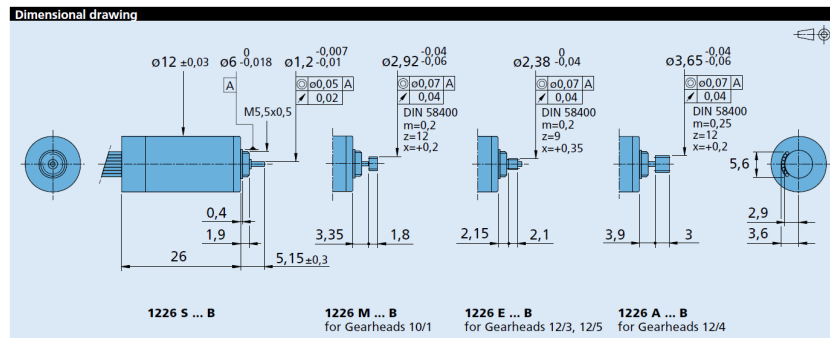 Dimensional drawing
ø12 ±0,03
ø6 0 -0,018
ø1,2 -0,007 -0,01
ø2,92 -0,04 -0,06
ø2,38 0 -0,04
ø3,65 -0,04 -0,06
A
ø0,05 A
0,02
M5,5x0,5
ø0,07 A
0,04
DIN 58400
m=0,2
z=12
x=+0,2
ø0,07 A
0,04
DIN 58400
m=0,2
z=9
x=+0,35
ø0,07 A
0,04
DIN 58400
m=0,25
z=12
x=+0,2
5,6
0,4
1,9
26
5,15 ±0,3
3,35
1,8
2,15
2,1
3,9
3
2,9
3,6
1226 S ... B
1226 M ... B
for Gearheads 10/1
1226 E ... B
for Gearheads 12/3, 12/5
1226 A ... B
for Gearheads 12/4